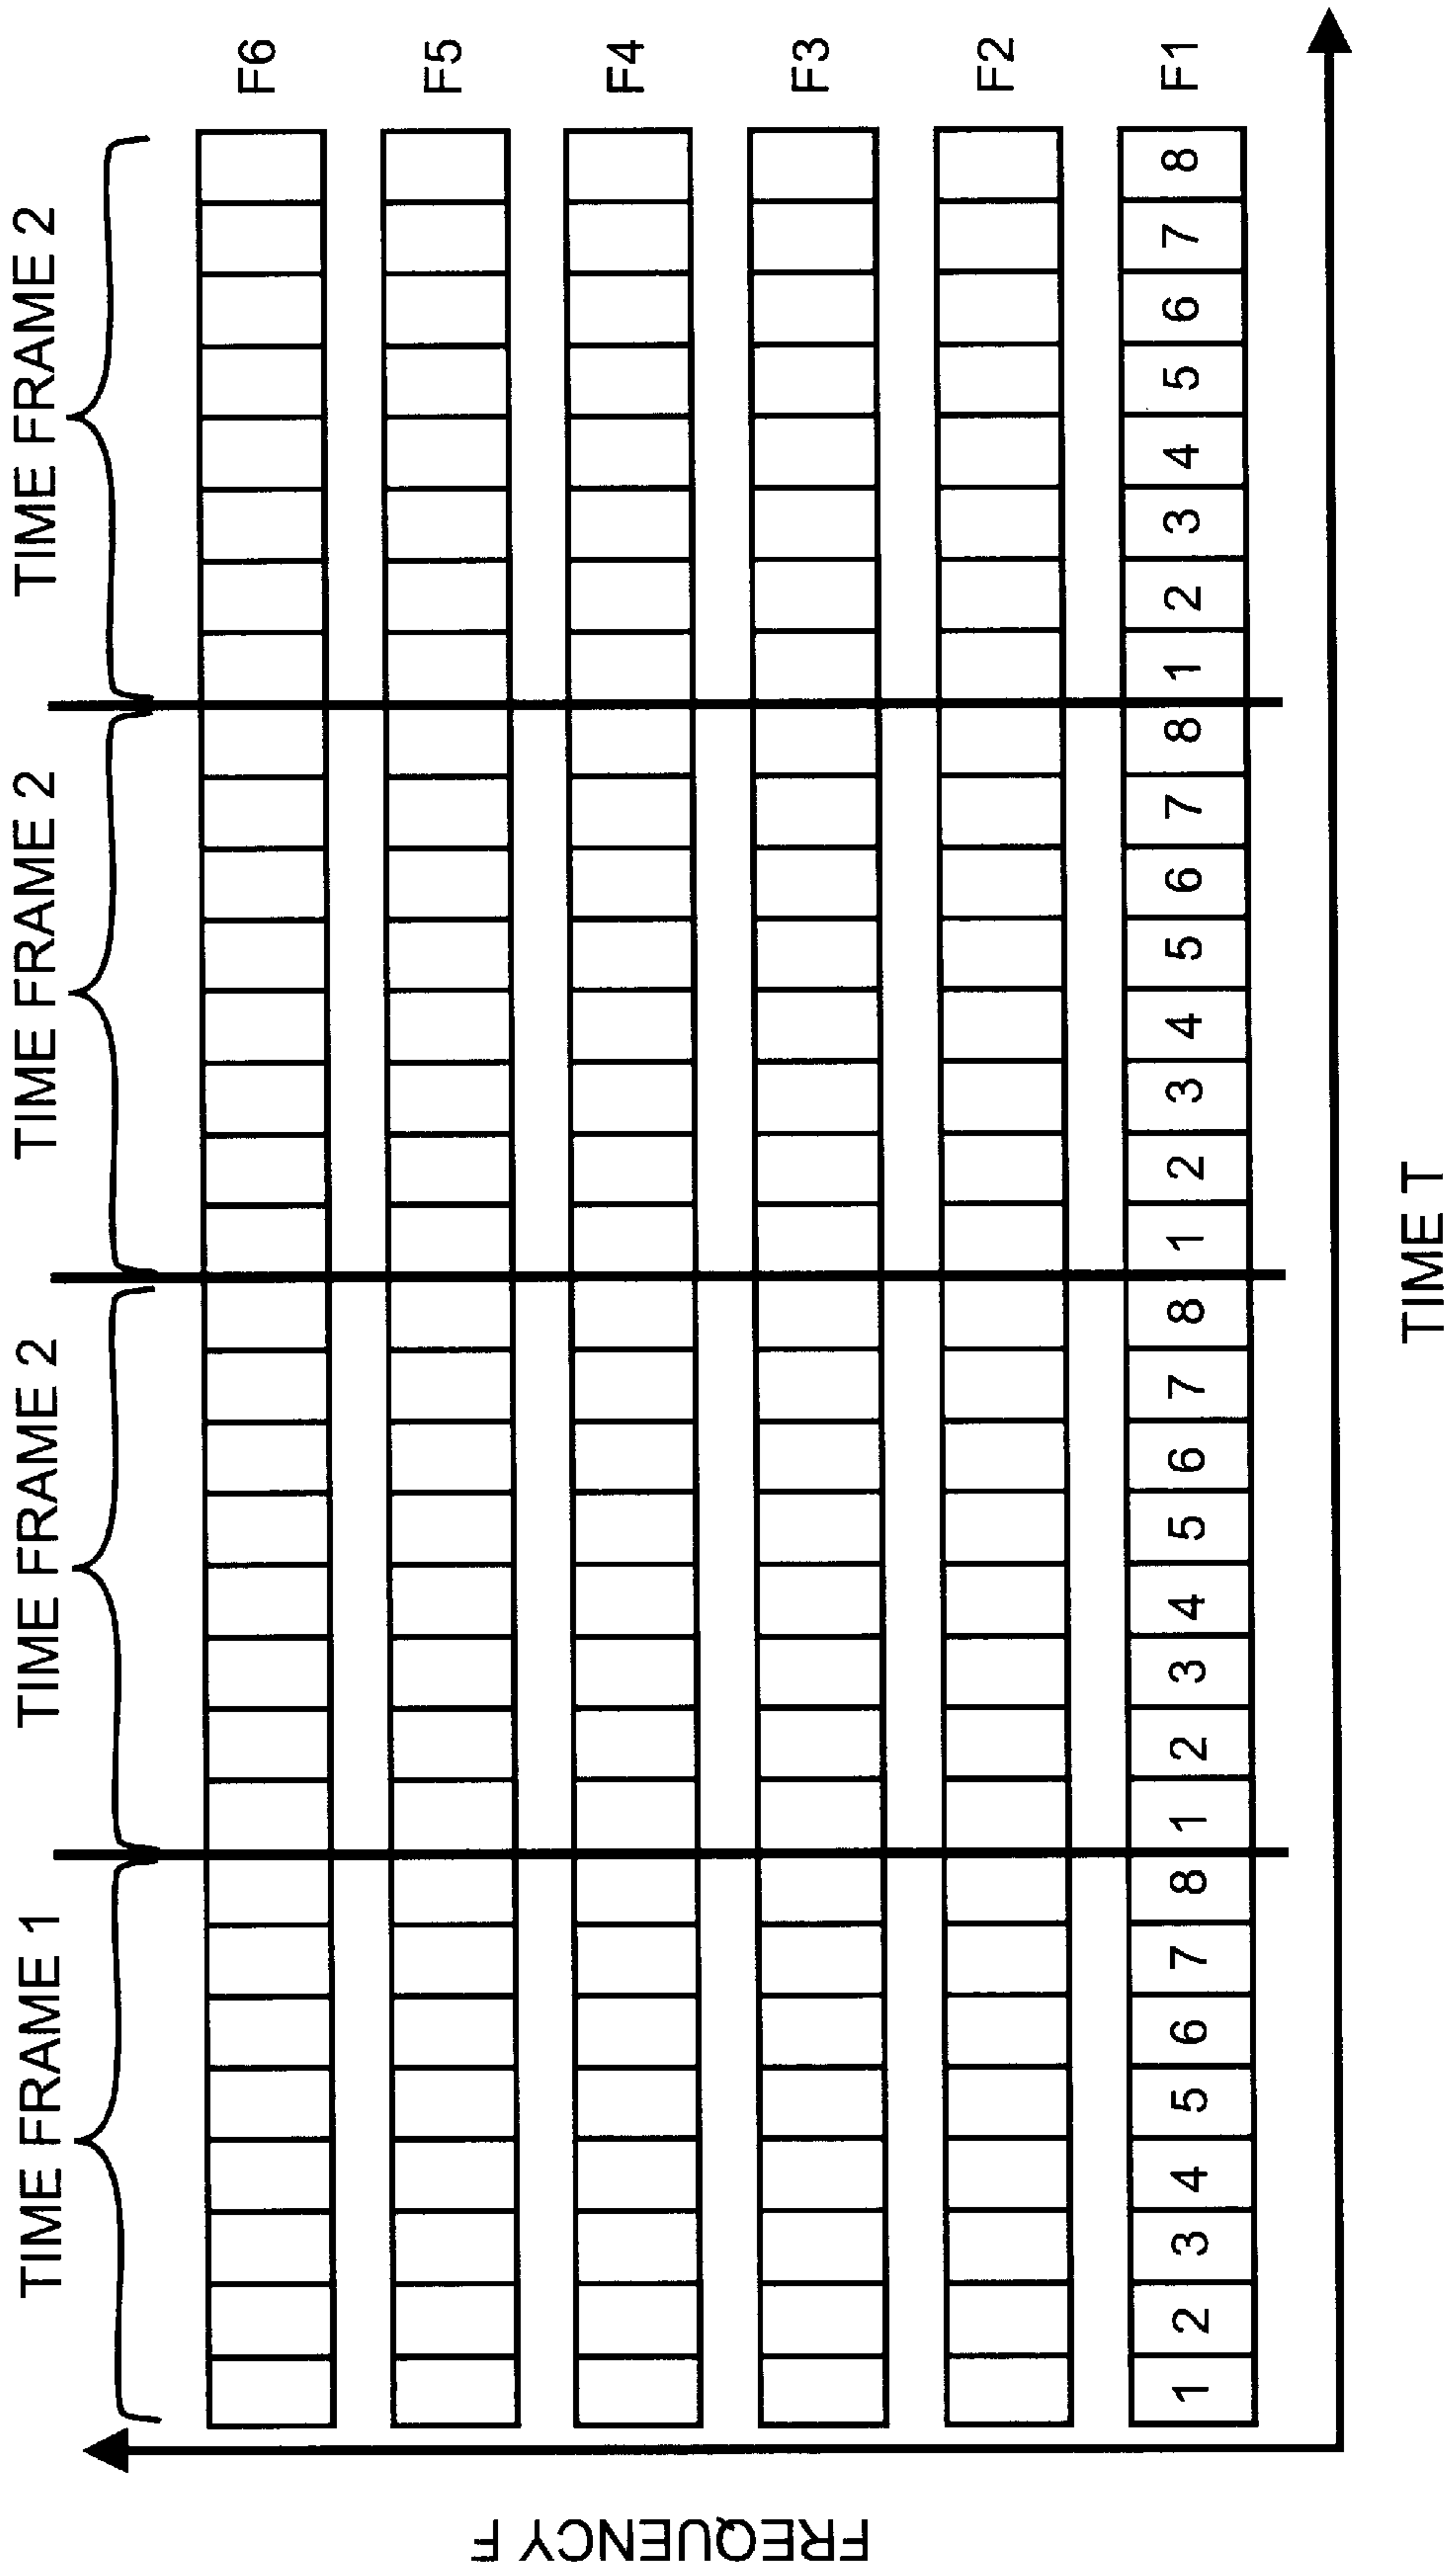 TIME FRAME 1 TIME FRAME 2 TIME FRAME 2 TIME FRAME 2
F6
F5
F4
F3
F2
1 2 3 4 5 6 7 8 1 2 3 4 5 6 7 8 1 2 3 4 5 6 7 8 1 2 3 4 5 6 7 8 F1
FREQUENCY F
TIME T